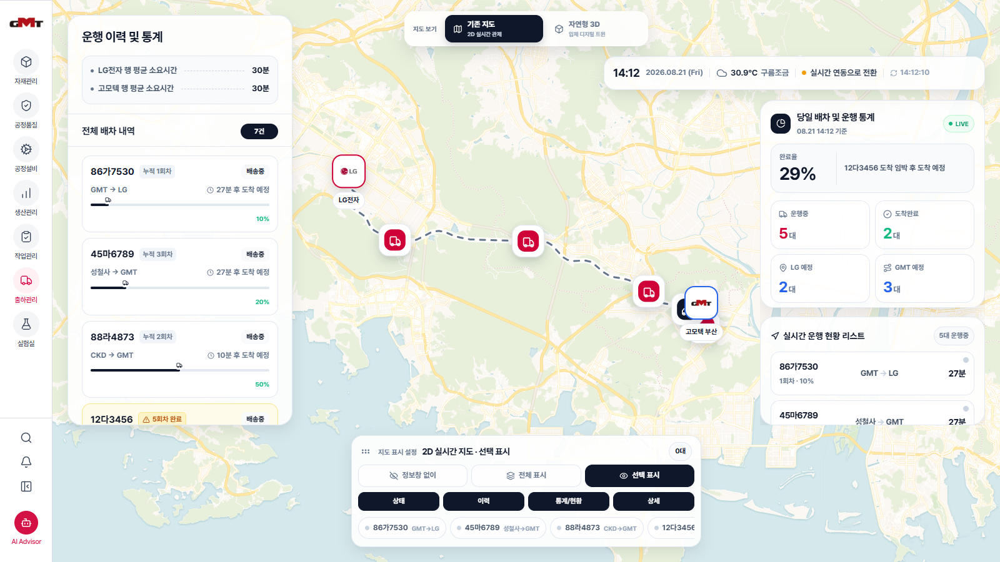 GMT
자재관리
공정품질
공정설비
생산관리
작업관리
출하관리
실험실
AI Advisor
운행 이력 및 통계
LG전자 행 평균 소요시간 30분
고모텍 행 평균 소요시간 30분
전체 배차 내역 7건
86가7530 누적 1회차 배송중
GMT → LG 27분 후 도착 예정
10%
45마6789 누적 3회차 배송중
성철사 → GMT 27분 후 도착 예정
20%
88라4873 누적 2회차 배송중
CKD → GMT 10분 후 도착 예정
50%
12다3456 5회차 완료 배송중
지도 보기
기존 지도
2D 실시간 관제
자연형 3D
입체 디지털 트윈
14:12 2026.08.21 (Fri) 30.9°C 구름조금 실시간 연동으로 전환 14:12:10
LG
LG전자
GMT
고모텍 부산
당일 배차 및 운행 통계
08.21 14:12 기준
LIVE
완료율
29%
12다3456 도착 임박 후 도착 예정
운행중
5대
도착완료
2대
LG 예정
2대
GMT 예정
3대
실시간 운행 현황 리스트 5대 운행중
86가7530
1회차 · 10%
GMT → LG
27분
45마6789
성철사 → GMT
27분
지도 표시 설정 2D 실시간 지도 · 선택 표시 0대
정보창 없이 전체 표시 선택 표시
상태 이력 통계/현황 상세
86가7530 GMT→LG 45마6789 성철사→GMT 88라4873 CKD→GMT 12다3456